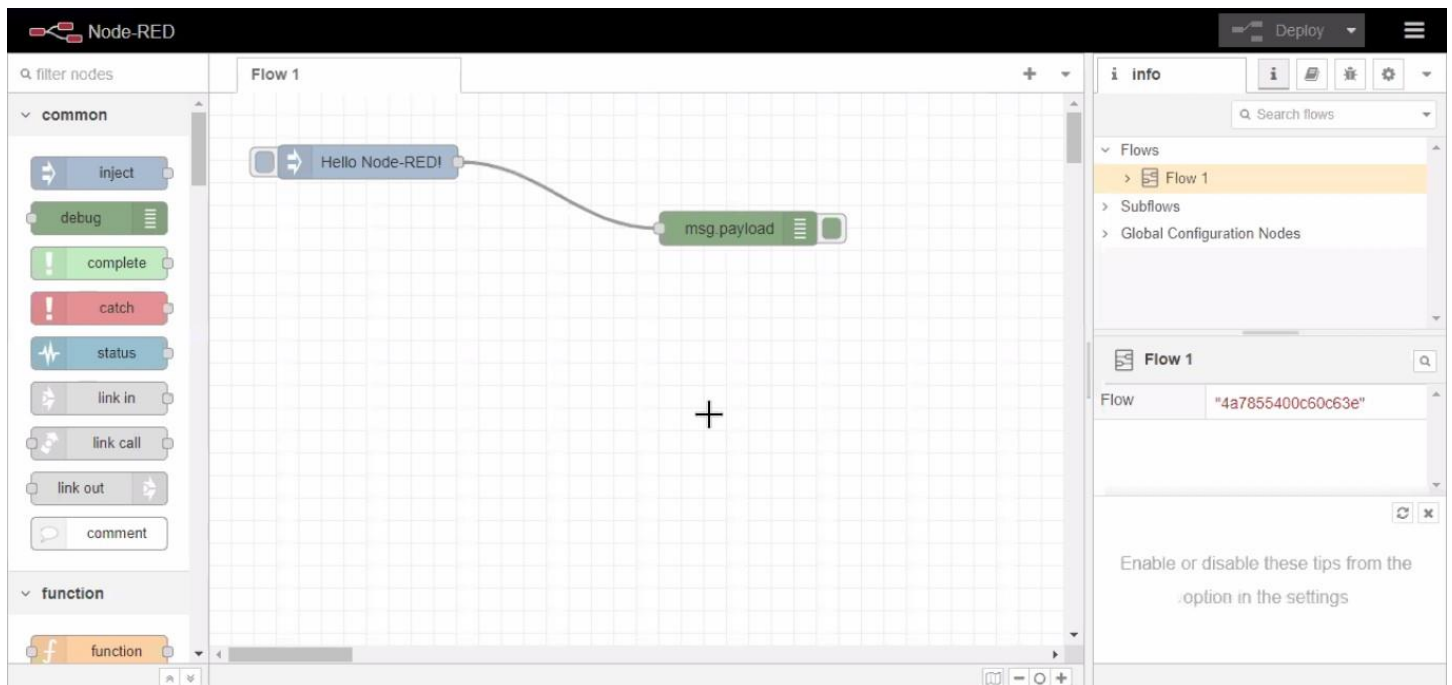 Node-RED
Deploy
filter nodes
Flow 1
info
Search flows
common
inject
debug
complete
catch
status
link in
link call
link out
comment
function
function
Hello Node-RED!
msg.payload
Flows
Flow 1
Subflows
Global Configuration Nodes
Flow 1
Flow "4a7855400c60c63e"
Enable or disable these tips from the
option in the settings